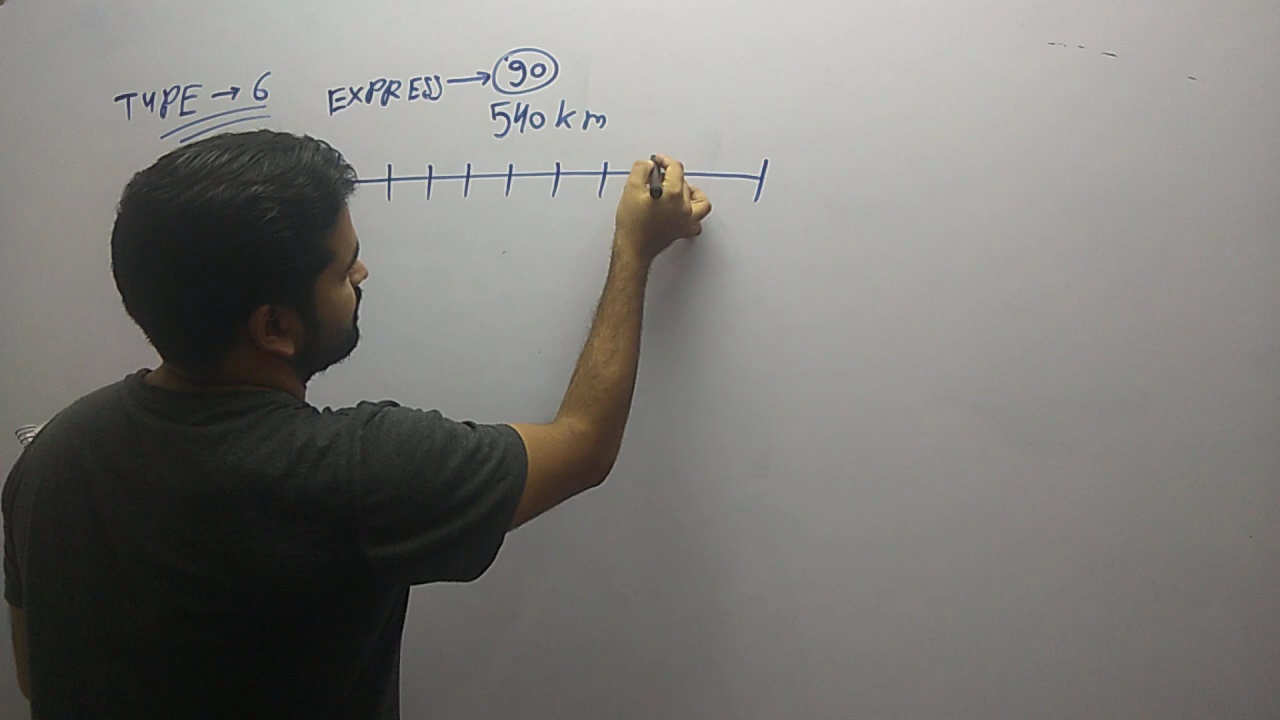 TYPE → 6
EXPRESS → 90
540 km